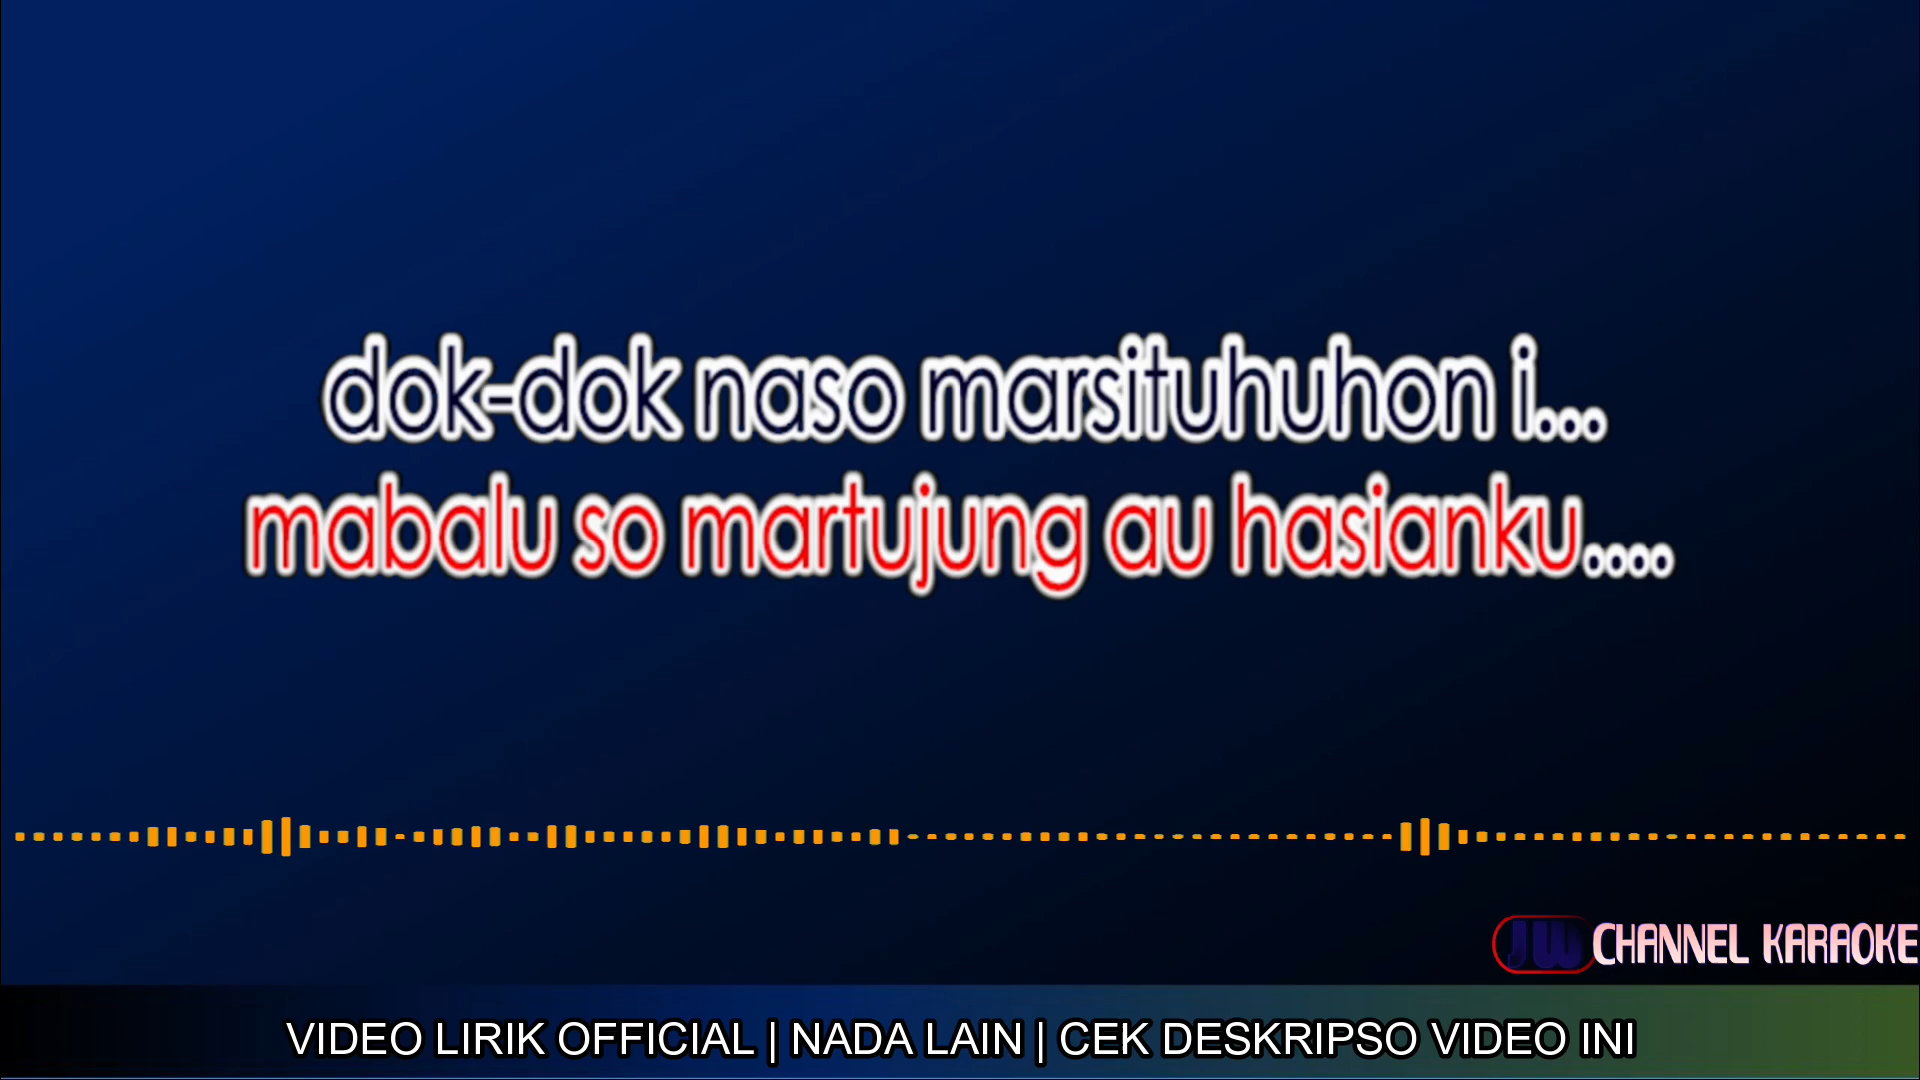 dok-dok naso marsituhuhon i...
mabalu so martujung au hasianku....
JW CHANNEL KARAOKE
VIDEO LIRIK OFFICIAL | NADA LAIN | CEK DESKRIPSO VIDEO INI